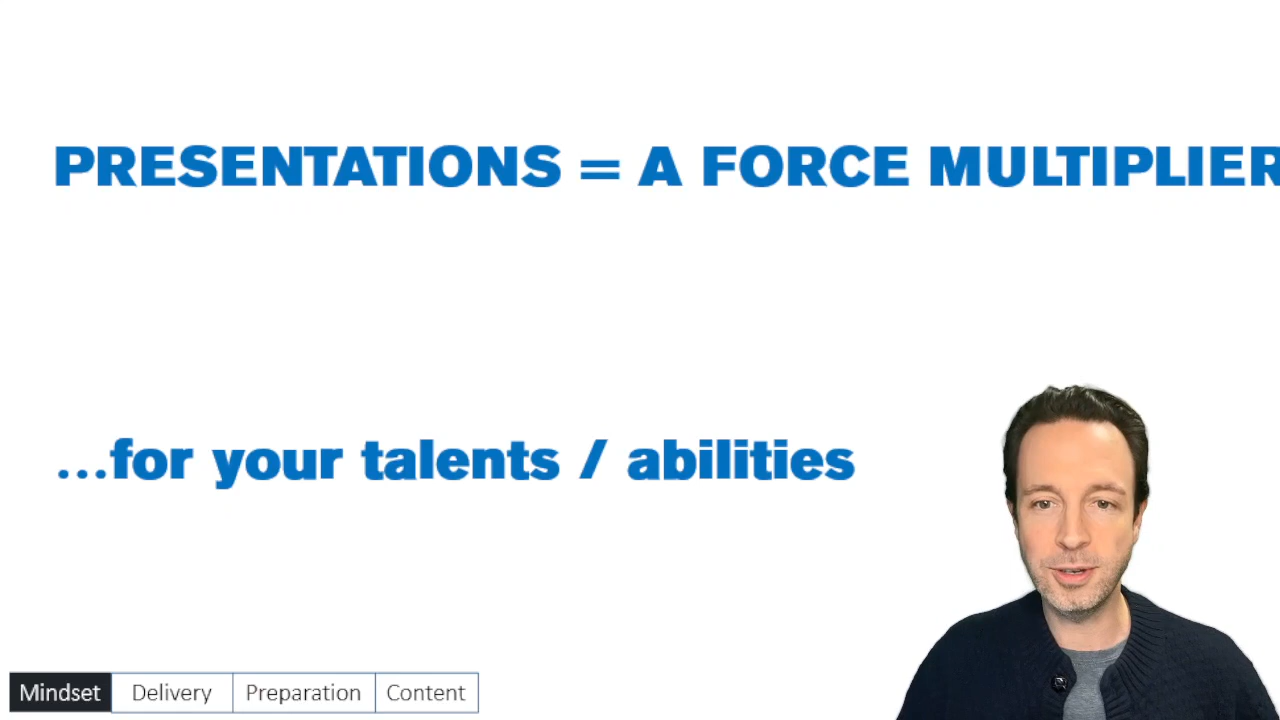 PRESENTATIONS = A FORCE MULTIPLIER
...for your talents / abilities
Mindset Delivery Preparation Content